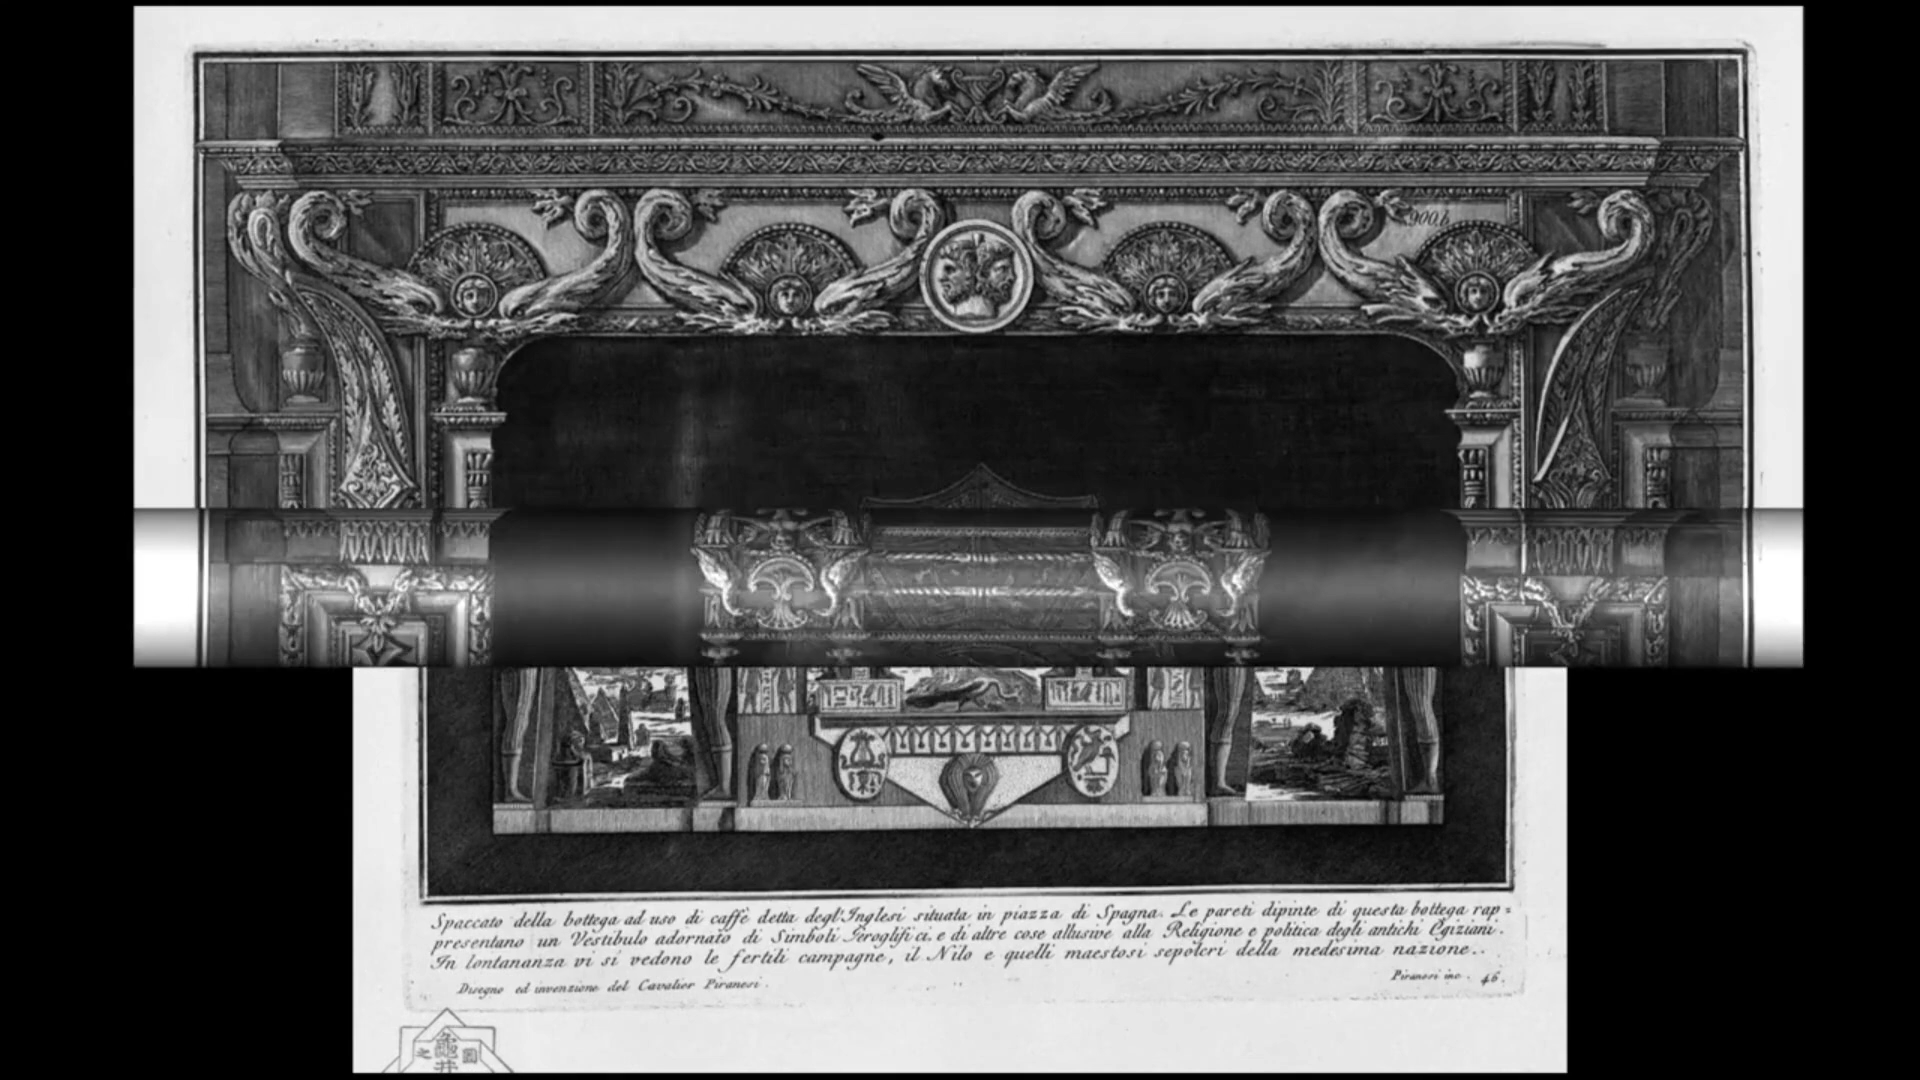 900.b
Spaccato della bottega ad uso di caffè detta degl'Inglesi situata in piazza di Spagna. Le pareti dipinte di questa bottega rap=
presentano un Vestibulo adornato di Simboli Geroglifici, e di altre cose allusive alla Religione e politica degli antichi Egiziani.
In lontananza vi si vedono le fertili campagne, il Nilo e quelli maestosi sepolcri della medesima nazione.
Disegno ed invenzione del Cavalier Piranesi.
Piranesi inc. 46.